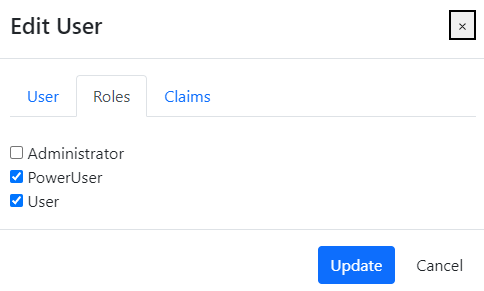 Edit User
×
User Roles Claims
Administrator
PowerUser
User
Update Cancel